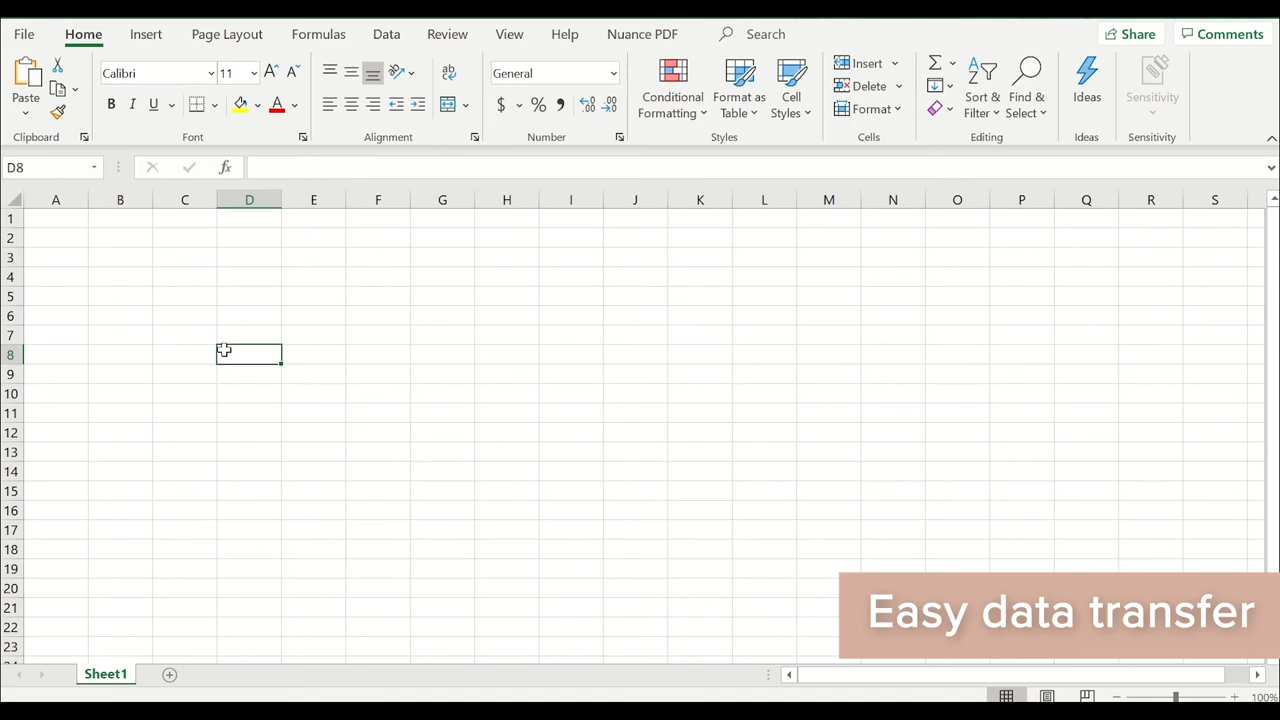 File Home Insert Page Layout Formulas Data Review View Help Nuance PDF Search Share Comments
Calibri 11 General Insert
Paste Conditional Format as Cell Delete Sort & Find & Ideas Sensitivity
B I U $ % Formatting Table Styles Format Filter Select
Clipboard Font Alignment Number Styles Cells Editing Ideas Sensitivity
D8 fx
A B C D E F G H I J K L M N O P Q R S
1
2
3
4
5
6
7
8
9
10
11
12
13
14
15
16
17
18
19
20
21
22
23
Easy data transfer
Sheet1
100%